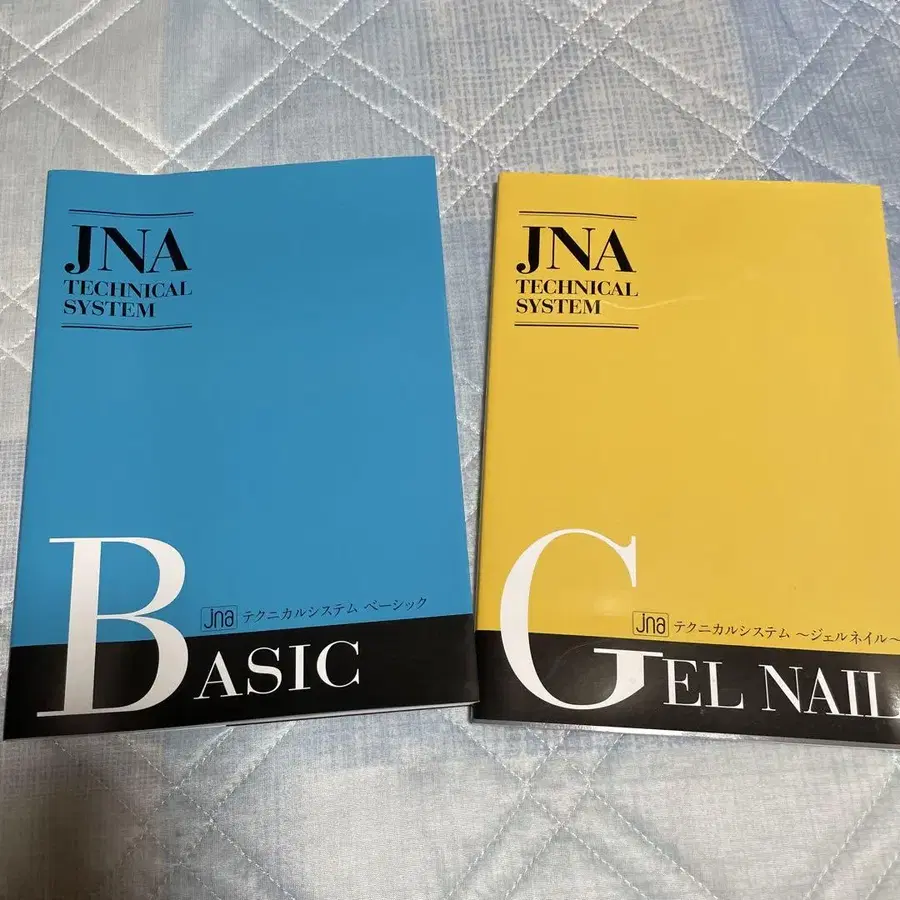 JNA
TECHNICAL
SYSTEM
Jna テクニカルシステム ベーシック
BASIC
JNA
TECHNICAL
SYSTEM
Jna テクニカルシステム ～ジェルネイル～
GEL NAIL